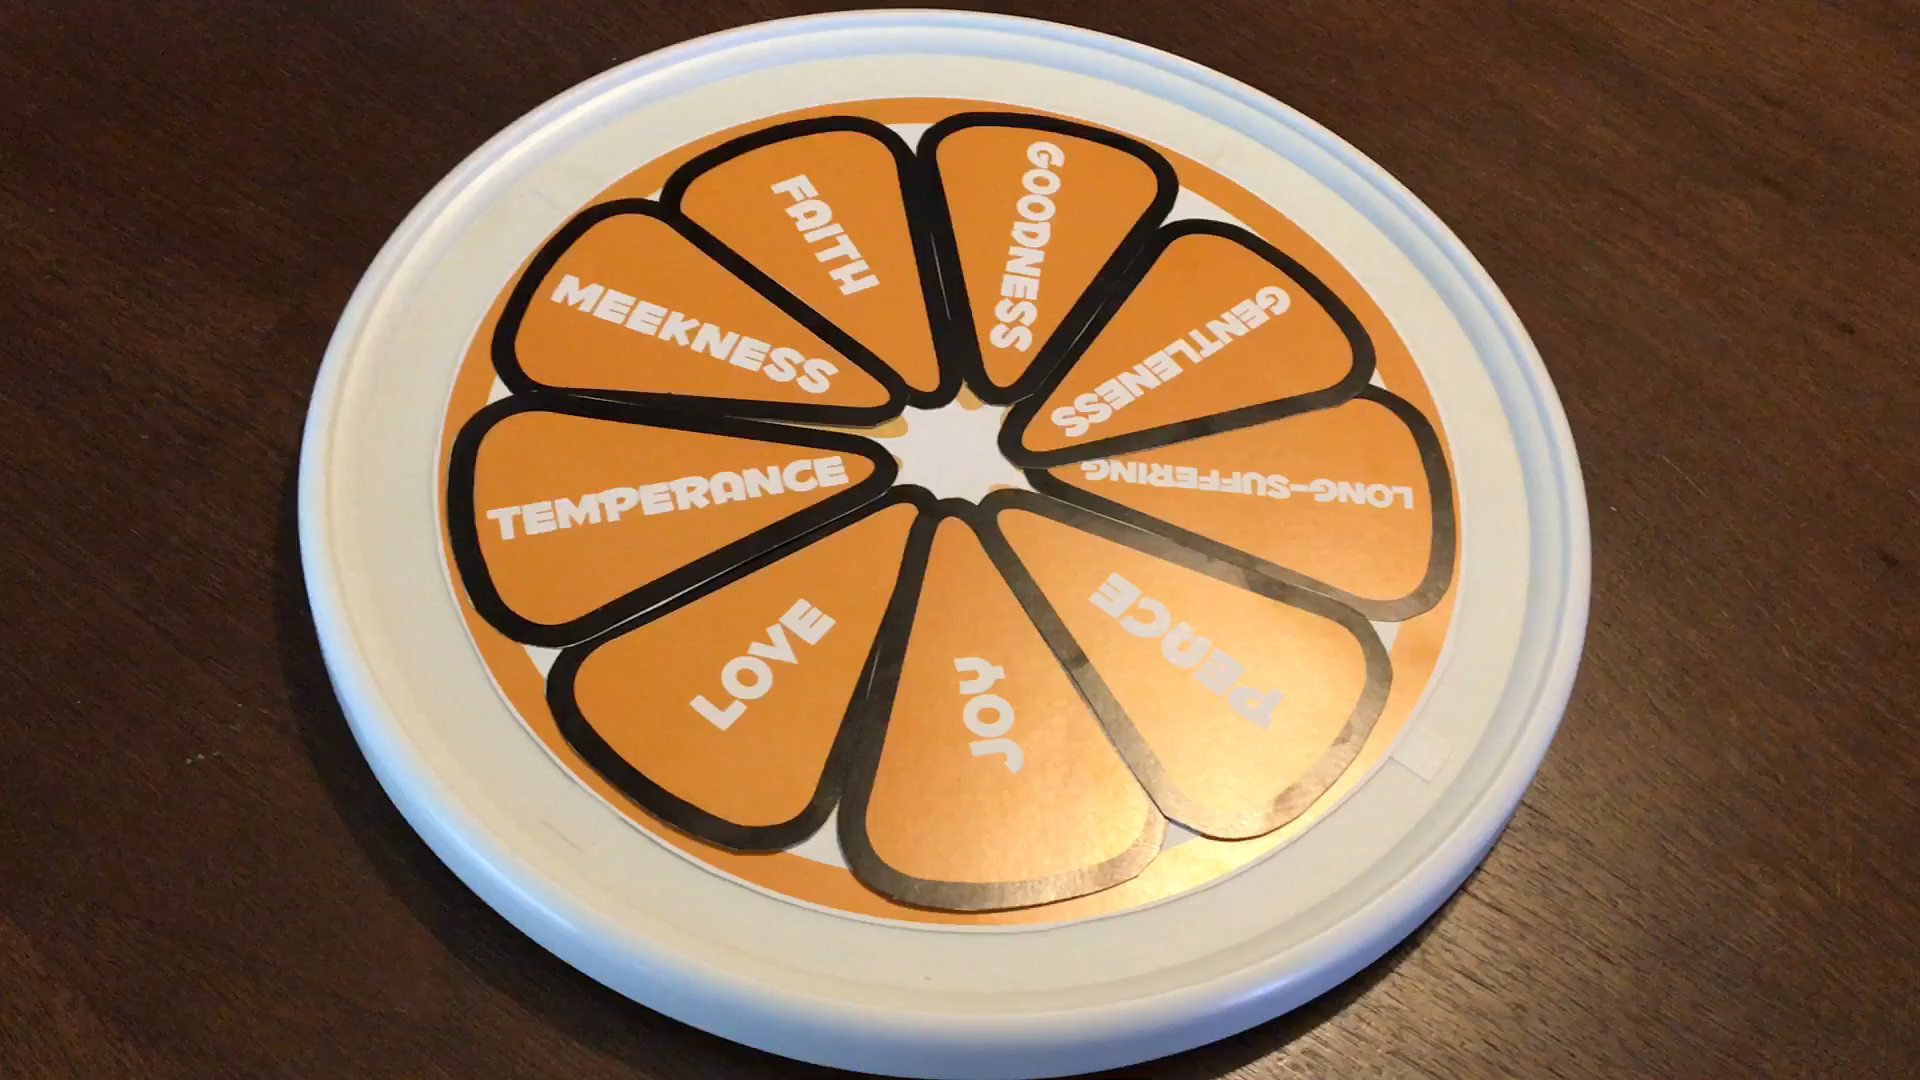 LOVE
JOY
PEACE
LONG-SUFFERING
GENTLENESS
GOODNESS
FAITH
MEEKNESS
TEMPERANCE